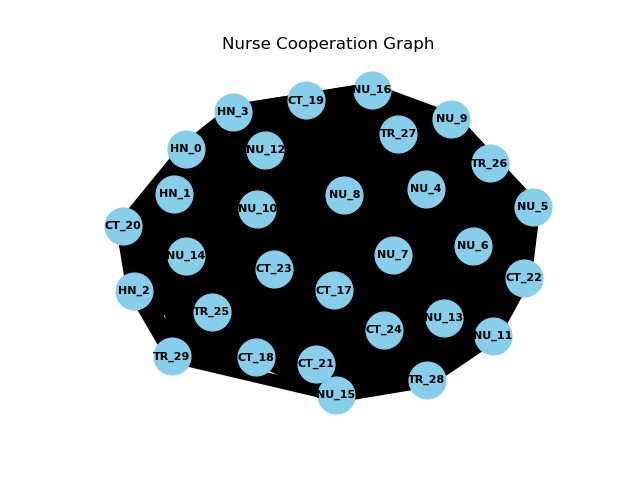 Nurse Cooperation Graph
NU_16
CT_19
HN_3
NU_9
TR_27
HN_0
NU_12
TR_26
NU_4
HN_1
NU_8
NU_5
NU_10
CT_20
NU_6
NU_7
NU_14
CT_23
CT_22
CT_17
HN_2
TR_25
NU_13
CT_24
NU_11
TR_29
CT_18
CT_21
TR_28
NU_15